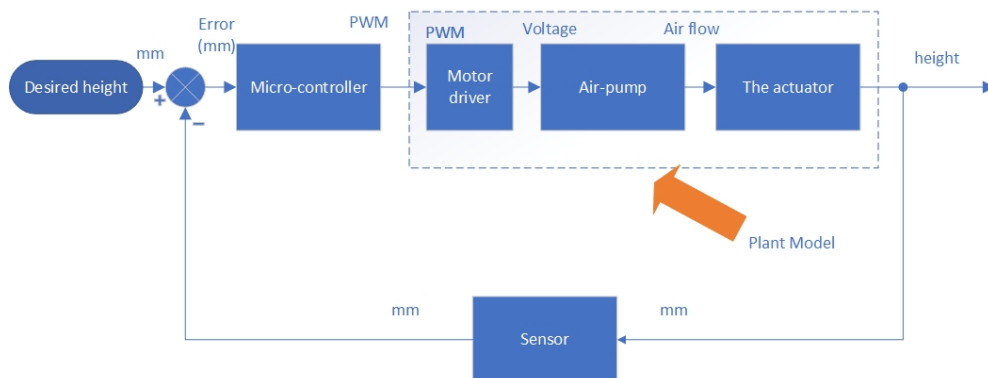 Desired height
mm
+
−
Error
(mm)
Micro-controller
PWM
PWM
Motor
driver
Voltage
Air-pump
Air flow
The actuator
height
Plant Model
mm
Sensor
mm